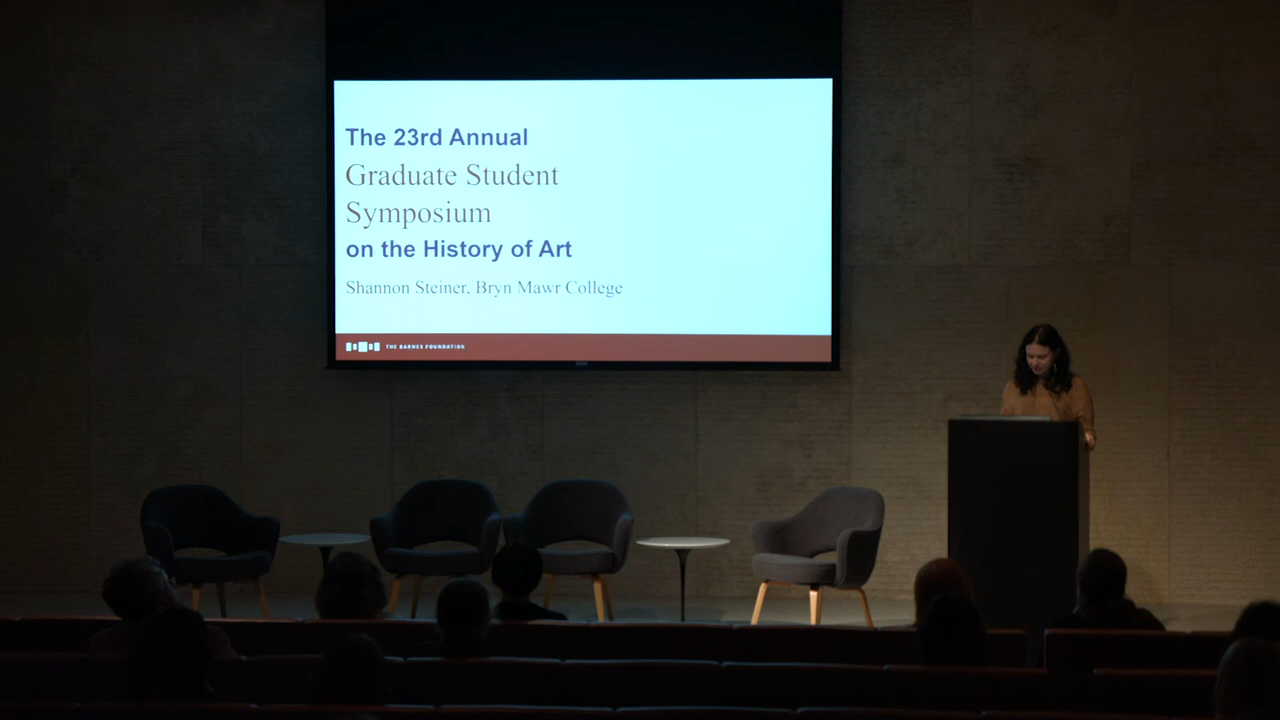 The 23rd Annual
Graduate Student
Symposium
on the History of Art
Shannon Steiner, Bryn Mawr College
THE BARNES FOUNDATION